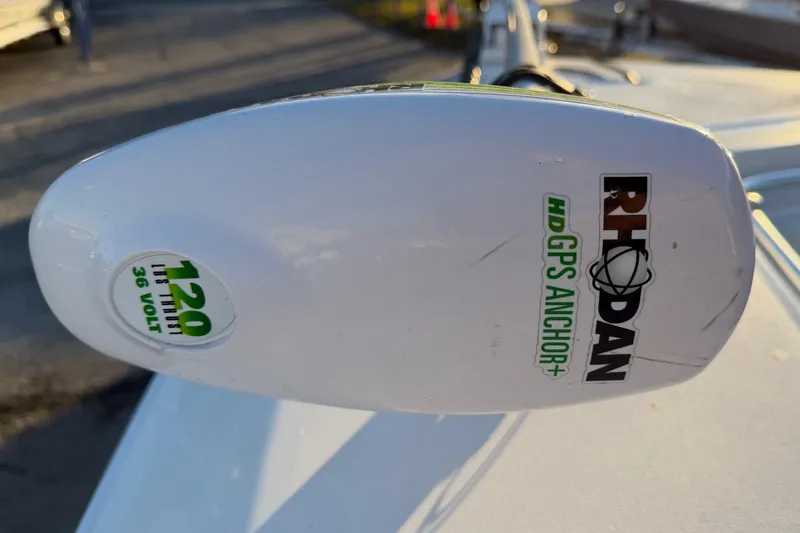 RHODAN
HD GPS ANCHOR+
120
LBS THRUST
36 VOLT